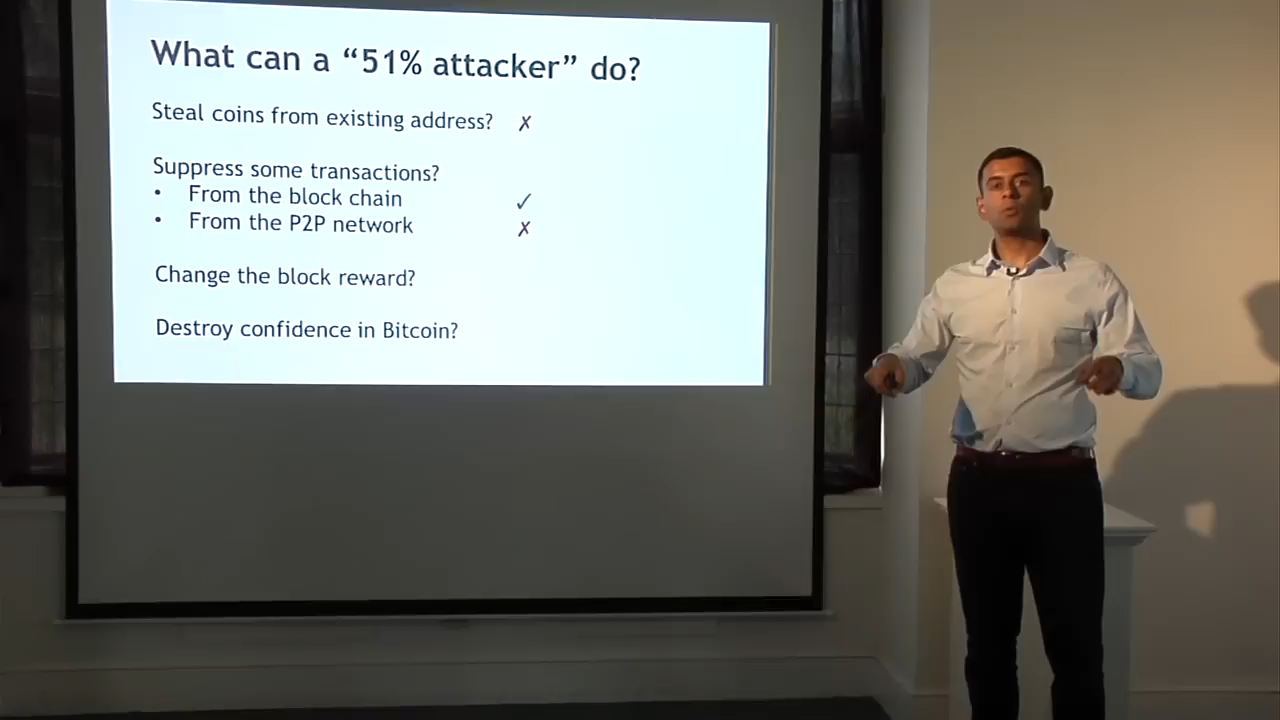 What can a “51% attacker” do?
Steal coins from existing address? ✗
Suppress some transactions?
• From the block chain ✓
• From the P2P network ✗
Change the block reward?
Destroy confidence in Bitcoin?